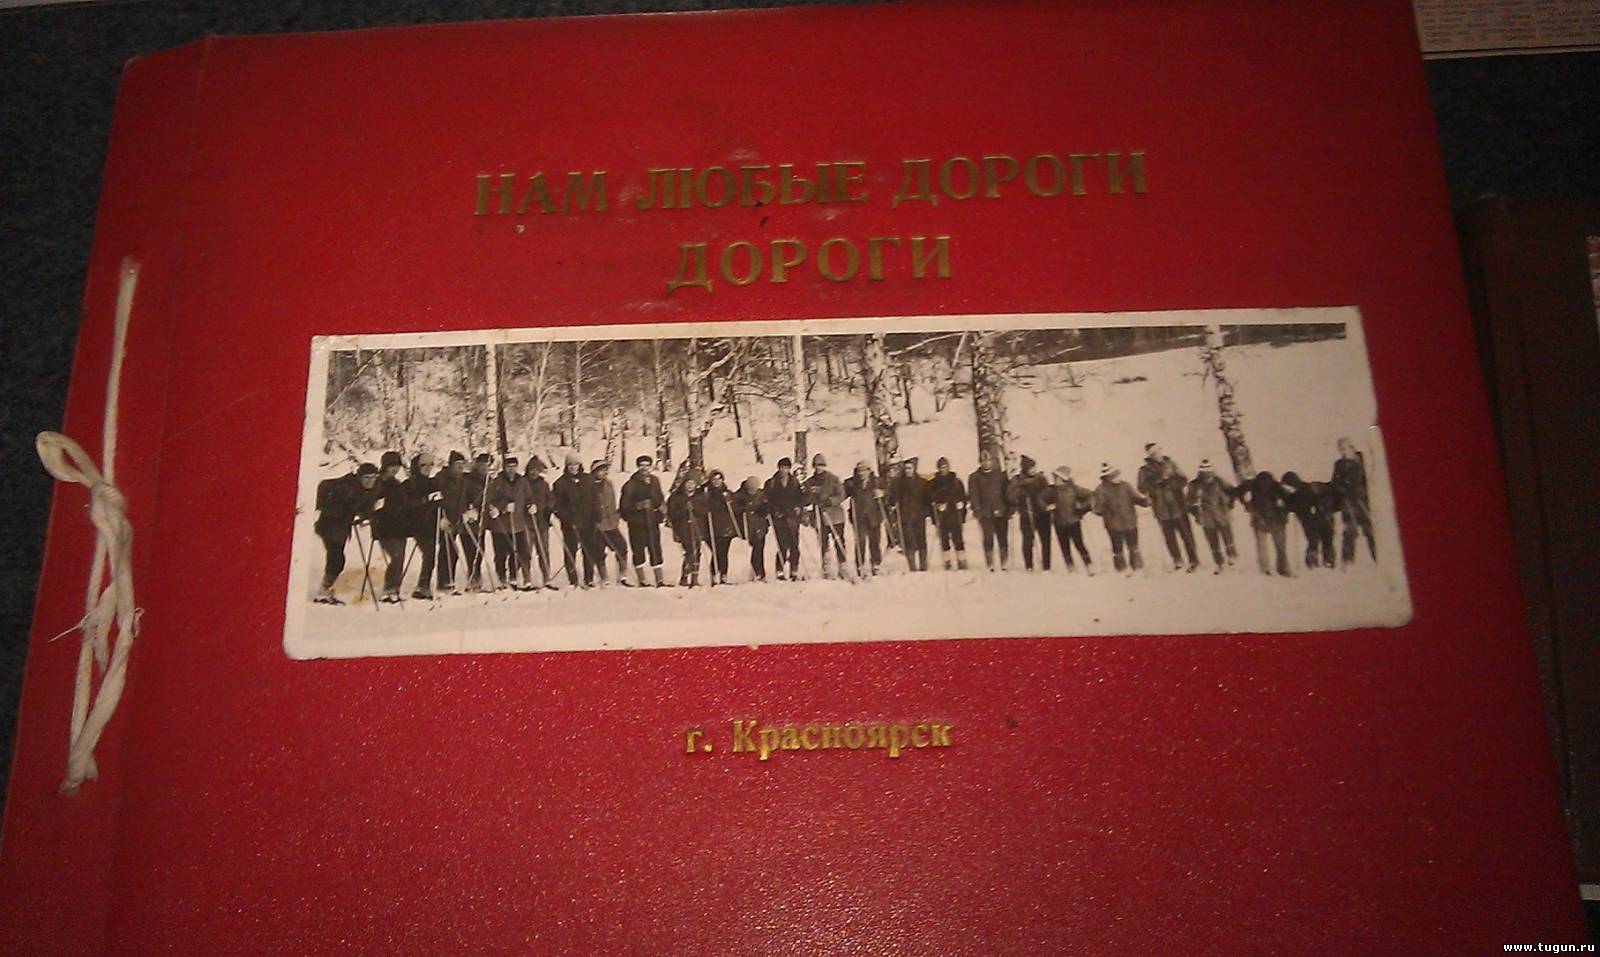 НАМ ЛЮБЫЕ ДОРОГИ
ДОРОГИ
г. Красноярск
www.tugun.ru